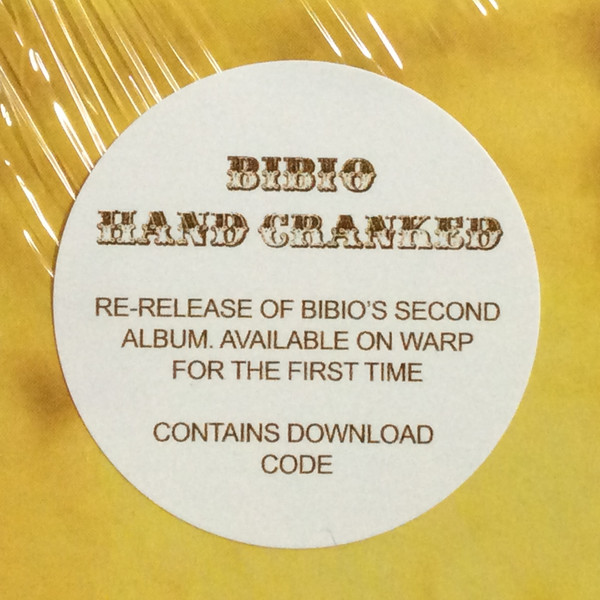 BIBIO
HAND CRANKED
RE-RELEASE OF BIBIO'S SECOND
ALBUM. AVAILABLE ON WARP
FOR THE FIRST TIME
CONTAINS DOWNLOAD
CODE